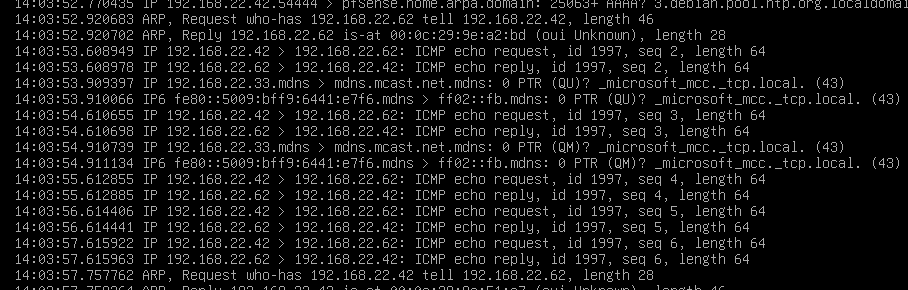 14:03:52.770435 IP 192.168.22.42.54444 > pfSense.home.arpa.domain: 25063+ AAAA? 3.debian.pool.ntp.org.localdomai
14:03:52.920683 ARP, Request who-has 192.168.22.62 tell 192.168.22.42, length 46
14:03:52.920702 ARP, Reply 192.168.22.62 is-at 00:0c:29:9e:a2:bd (oui Unknown), length 28
14:03:53.608949 IP 192.168.22.42 > 192.168.22.62: ICMP echo request, id 1997, seq 2, length 64
14:03:53.608978 IP 192.168.22.62 > 192.168.22.42: ICMP echo reply, id 1997, seq 2, length 64
14:03:53.909397 IP 192.168.22.33.mdns > mdns.mcast.net.mdns: 0 PTR (QU)? _microsoft_mcc._tcp.local. (43)
14:03:53.910066 IP6 fe80::5009:bff9:6441:e7f6.mdns > ff02::fb.mdns: 0 PTR (QU)? _microsoft_mcc._tcp.local. (43)
14:03:54.610655 IP 192.168.22.42 > 192.168.22.62: ICMP echo request, id 1997, seq 3, length 64
14:03:54.610698 IP 192.168.22.62 > 192.168.22.42: ICMP echo reply, id 1997, seq 3, length 64
14:03:54.910739 IP 192.168.22.33.mdns > mdns.mcast.net.mdns: 0 PTR (QM)? _microsoft_mcc._tcp.local. (43)
14:03:54.911134 IP6 fe80::5009:bff9:6441:e7f6.mdns > ff02::fb.mdns: 0 PTR (QM)? _microsoft_mcc._tcp.local. (43)
14:03:55.612855 IP 192.168.22.42 > 192.168.22.62: ICMP echo request, id 1997, seq 4, length 64
14:03:55.612885 IP 192.168.22.62 > 192.168.22.42: ICMP echo reply, id 1997, seq 4, length 64
14:03:56.614406 IP 192.168.22.42 > 192.168.22.62: ICMP echo request, id 1997, seq 5, length 64
14:03:56.614441 IP 192.168.22.62 > 192.168.22.42: ICMP echo reply, id 1997, seq 5, length 64
14:03:57.615922 IP 192.168.22.42 > 192.168.22.62: ICMP echo request, id 1997, seq 6, length 64
14:03:57.615963 IP 192.168.22.62 > 192.168.22.42: ICMP echo reply, id 1997, seq 6, length 64
14:03:57.757762 ARP, Request who-has 192.168.22.42 tell 192.168.22.62, length 28
ARP, Reply 192.168.22.42 is-at (oui Unknown), length 46